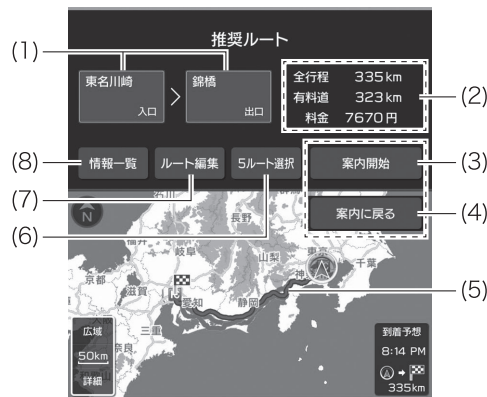 推奨ルート
(1)
東名川崎
入口
錦橋
出口
全行程 335km
有料道 323km
料金 7670円
(2)
(8)
情報一覧
ルート編集
5ルート選択
案内開始
(3)
(7)
(6)
案内に戻る
(4)
N
長野
福井
岐阜
山梨
東京
千葉
神
京都
滋賀
愛知
静岡
(5)
三重
奈良
広域
50km
詳細
到着予想
8:14 PM
335km